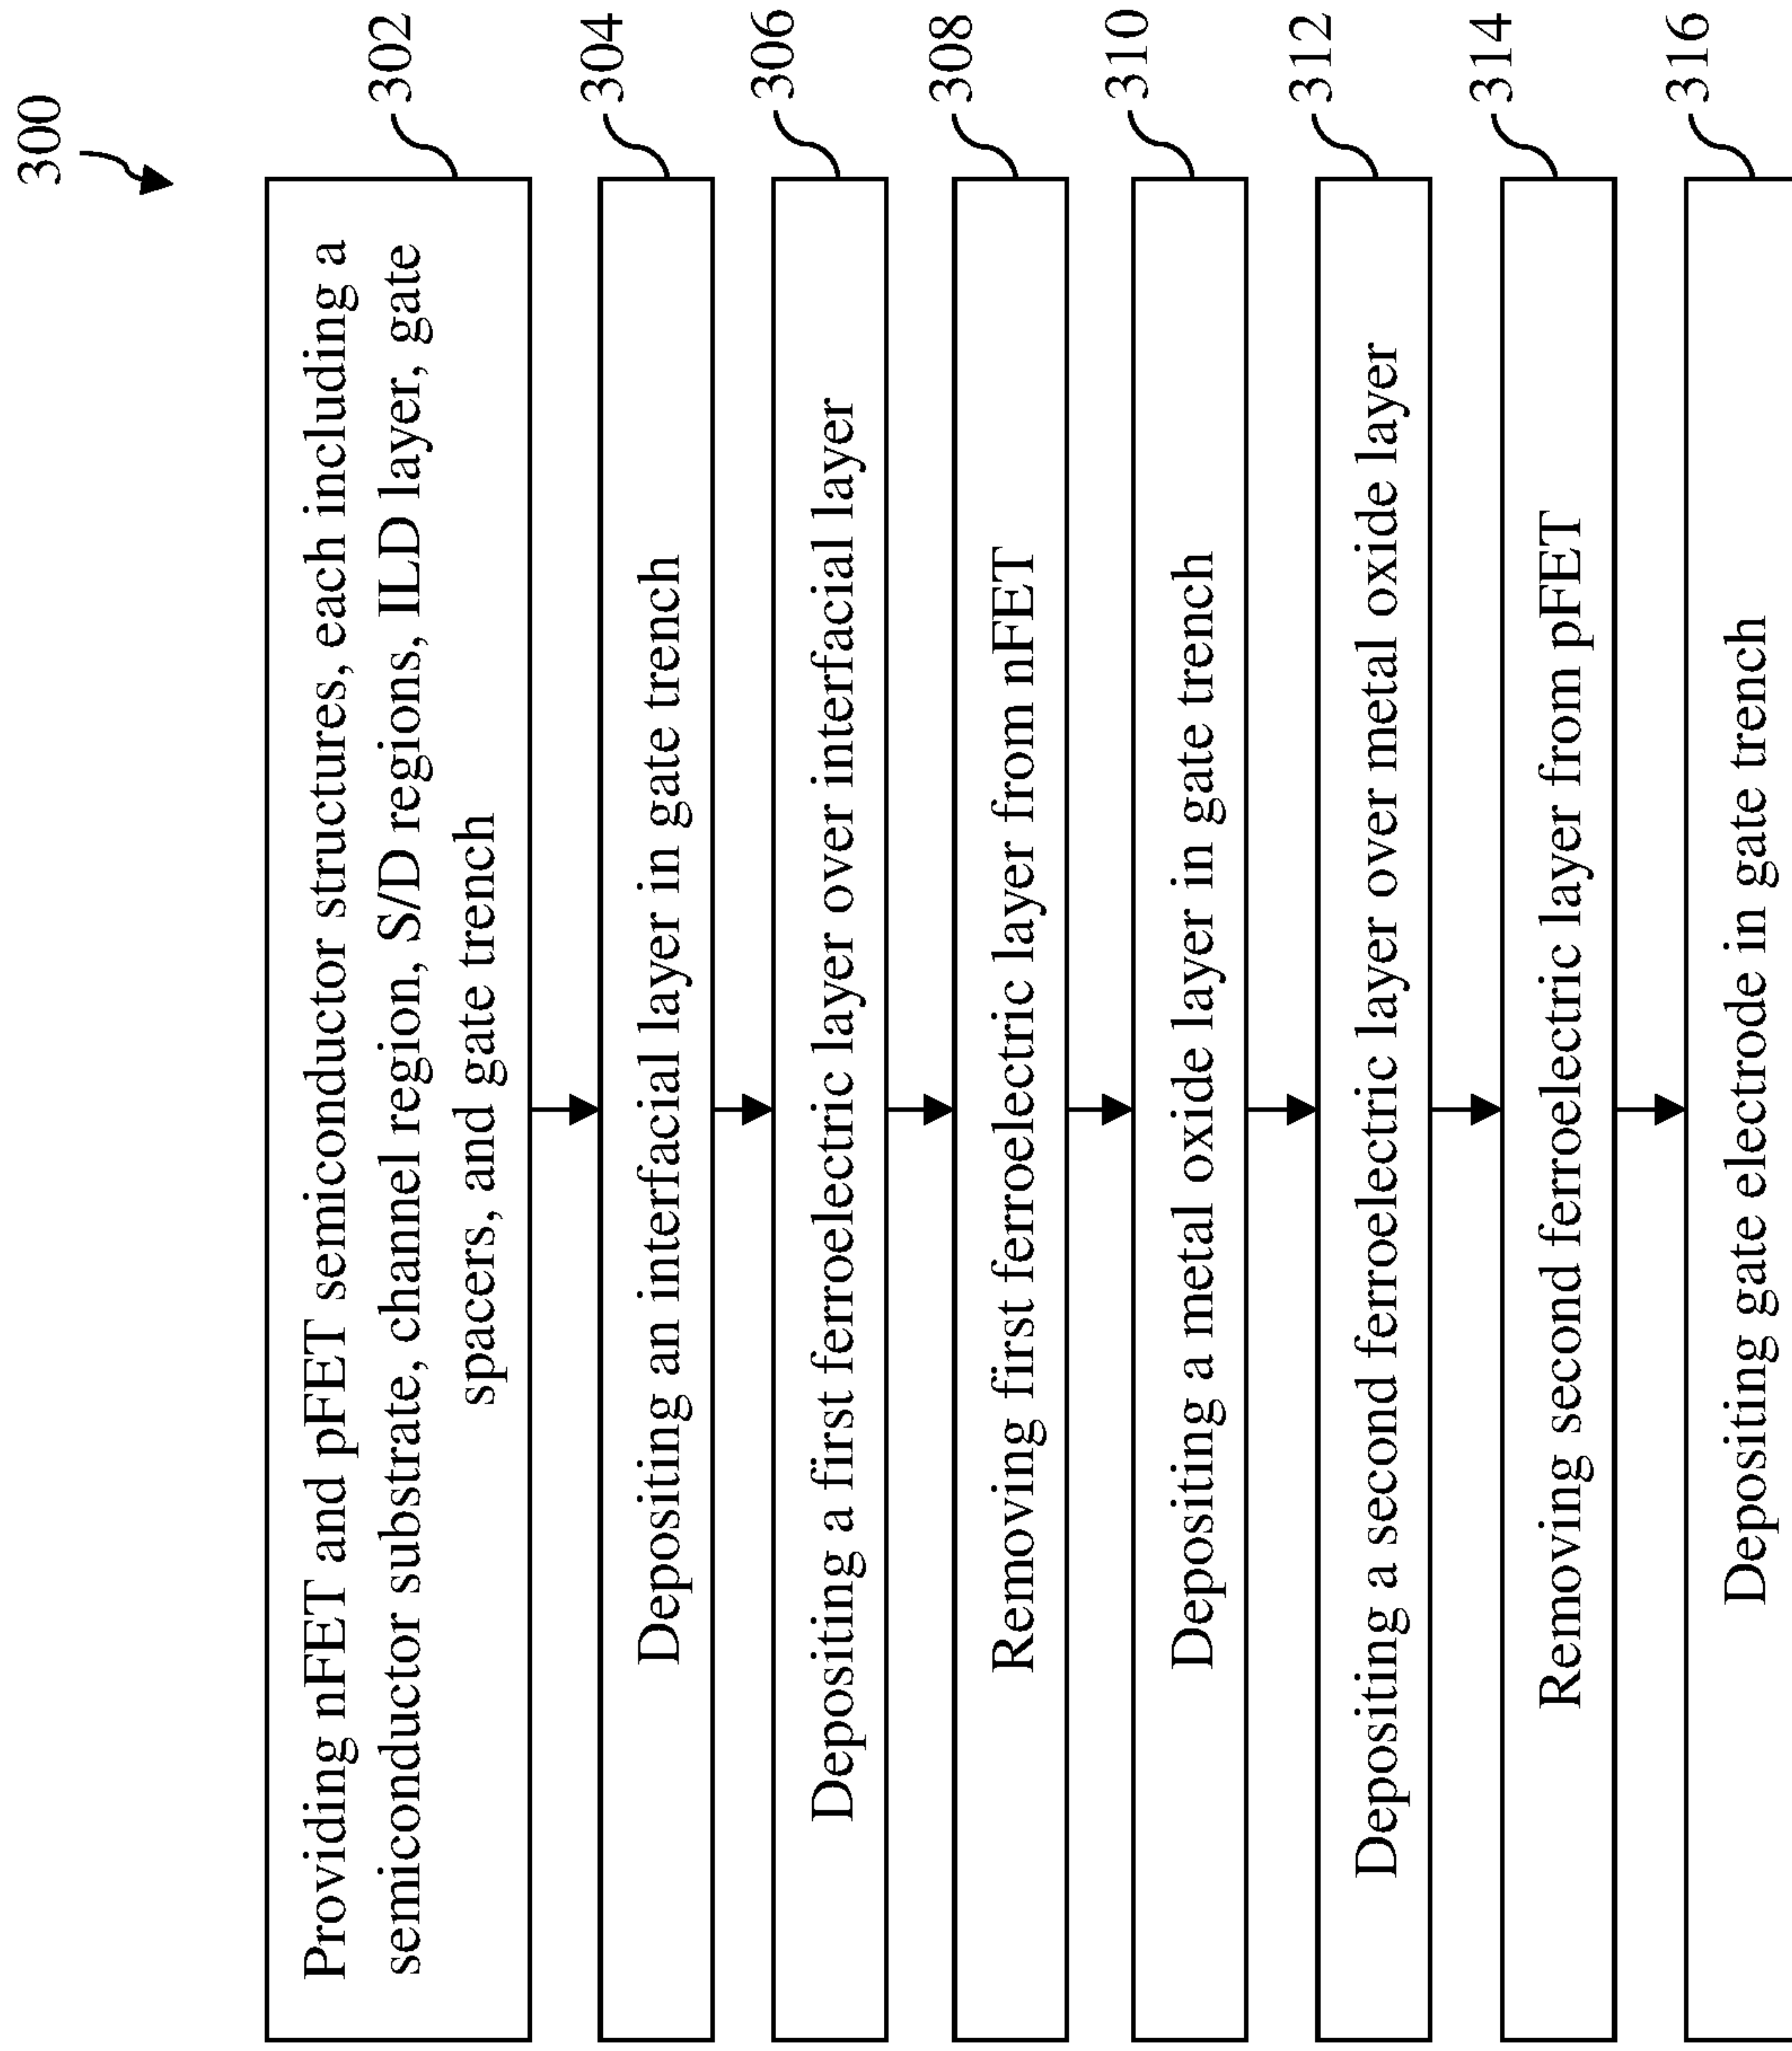 300
Providing nFET and pFET semiconductor structures, each including a
semiconductor substrate, channel region, S/D regions, ILD layer, gate
spacers, and gate trench
302
Depositing an interfacial layer in gate trench
304
Depositing a first ferroelectric layer over interfacial layer
306
Removing first ferroelectric layer from nFET
308
Depositing a metal oxide layer in gate trench
310
Depositing a second ferroelectric layer over metal oxide layer
312
Removing second ferroelectric layer from pFET
314
Depositing gate electrode in gate trench
316